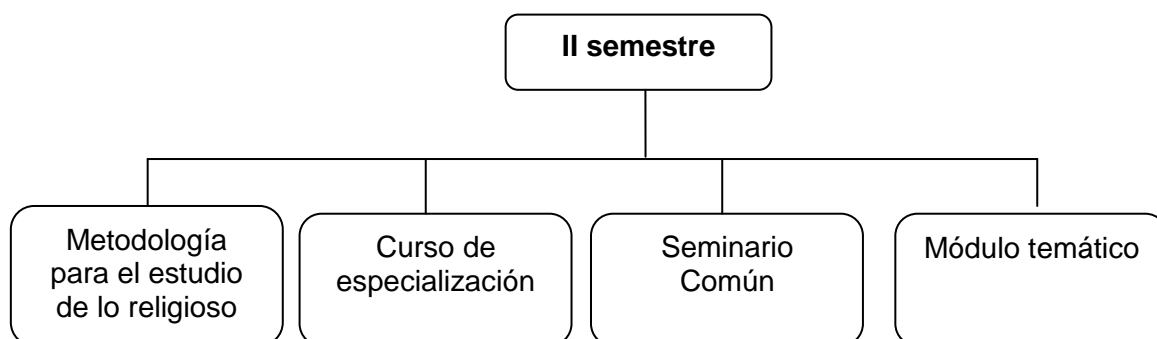 II semestre
Metodología
para el estudio
de lo religioso
Curso de
especialización
Seminario
Común
Módulo temático